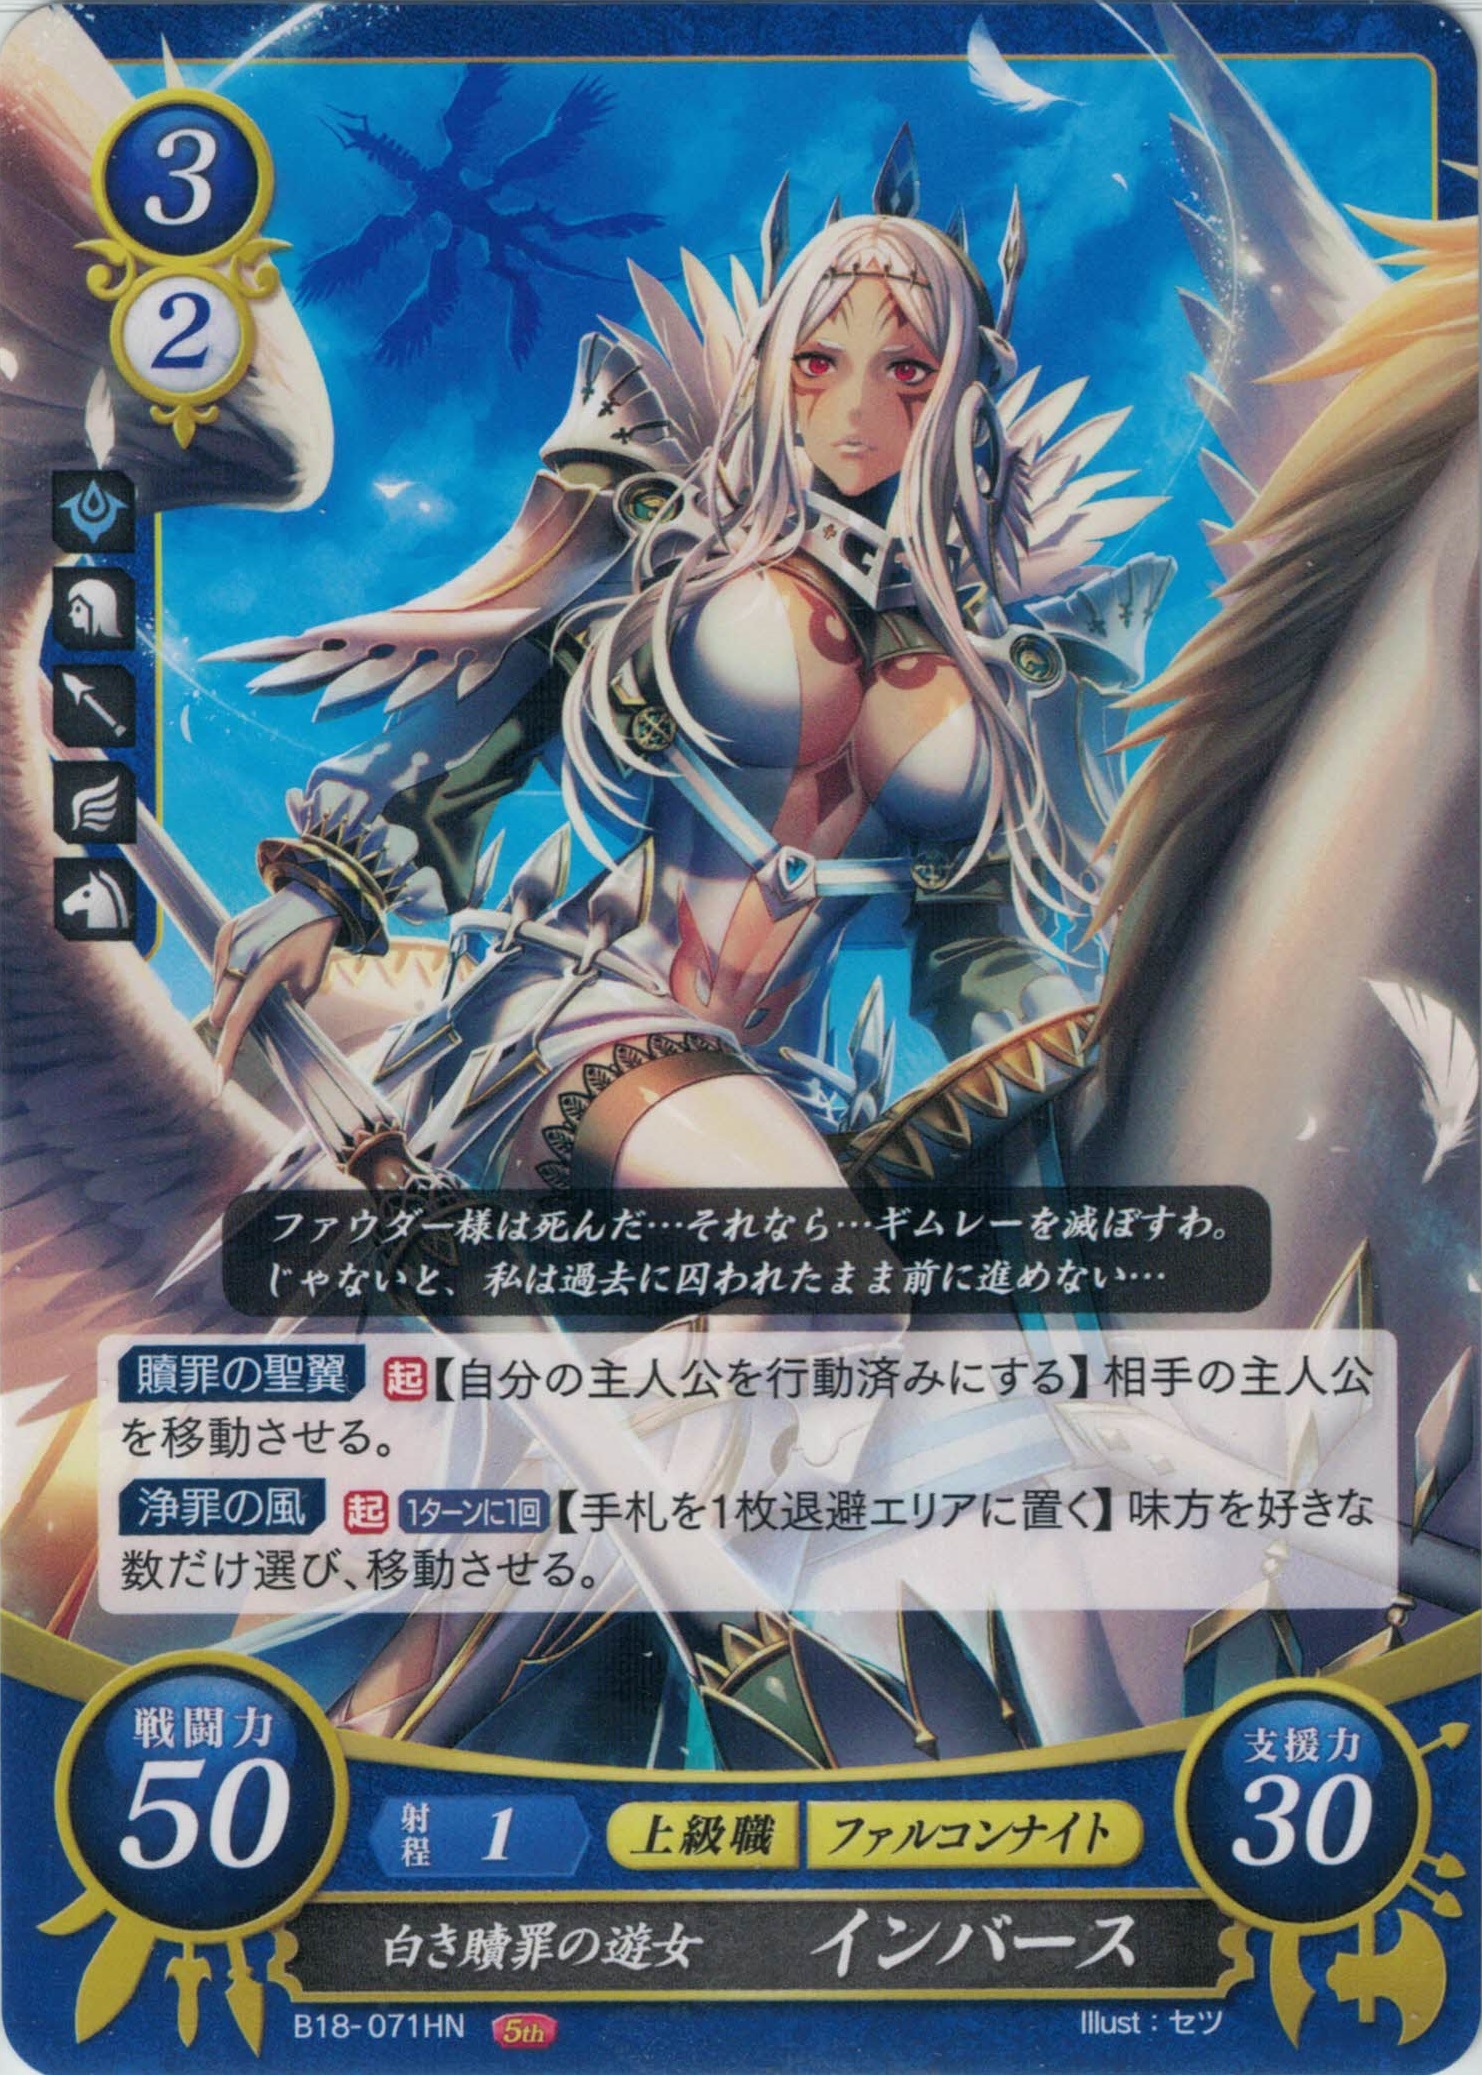 3
2
ファウダー様は死んだ…それなら…ギムレーを滅ぼすわ。
じゃないと、私は過去に囚われたまま前に進めない…
贖罪の聖翼 起【自分の主人公を行動済みにする】相手の主人公
を移動させる。
浄罪の風 起 1ターンに1回【手札を1枚退避エリアに置く】味方を好きな
数だけ選び、移動させる。
戦闘力
50
射程 1
上級職 ファルコンナイト
支援力
30
白き贖罪の遊女 インバース
B18-071HN 5th
Illust：セツ